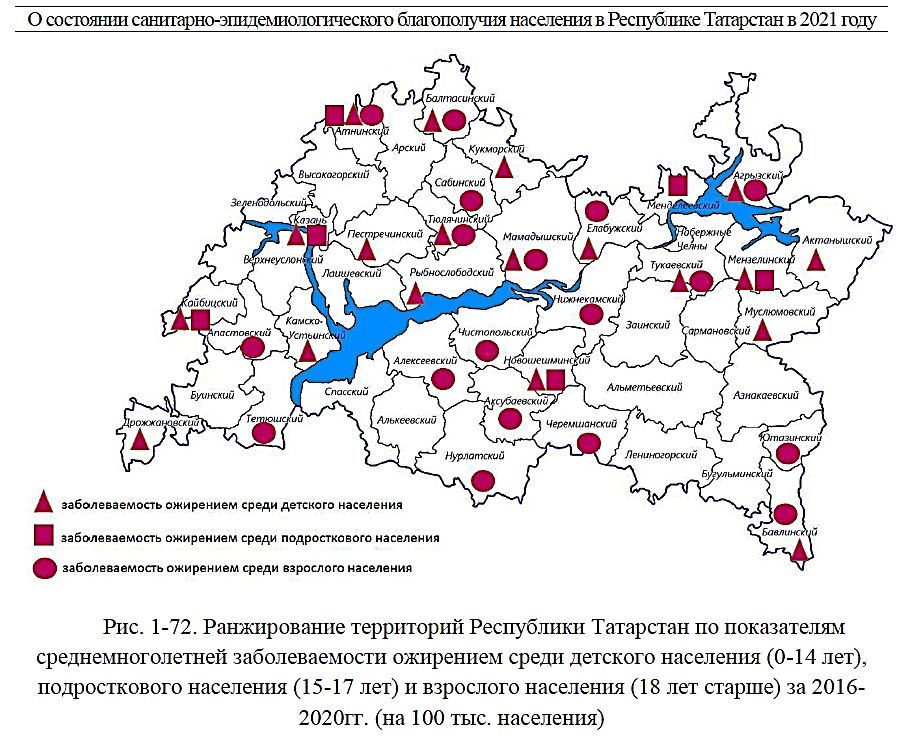 О состоянии санитарно-эпидемиологического благополучия населения в Республике Татарстан в 2021 году
Балтасинский
Атнинский
Арский
Кукморский
Высокогорский
Сабинский
Агрызский
Зеленодольский
Менделеевский
Казань
Тюлячинский
Елабужский
Пестречинский
Мамадышский
Набережные
Челны
Актанышский
Верхнеуслонский
Лаишевский
Рыбнослободский
Тукаевский
Мензелинский
Кайбицский
Нижнекамский
Камско-
Устьинский
Муслюмовский
Апастовский
Чистопольский
Заинский
Сармановский
Алексеевский
Новошешминский
Буинский
Спасский
Альметьевский
Азнакаевский
Аксубаевский
Дрожжановский
Тетюшский
Алькеевский
Черемшанский
Ютазинский
Нурлатский
Лениногорский
Бугульминский
Бавлинский
заболеваемость ожирением среди детского населения
заболеваемость ожирением среди подросткового населения
заболеваемость ожирением среди взрослого населения
Рис. 1-72. Ранжирование территорий Республики Татарстан по показателям
среднемноголетней заболеваемости ожирением среди детского населения (0-14 лет),
подросткового населения (15-17 лет) и взрослого населения (18 лет старше) за 2016-
2020гг. (на 100 тыс. населения)